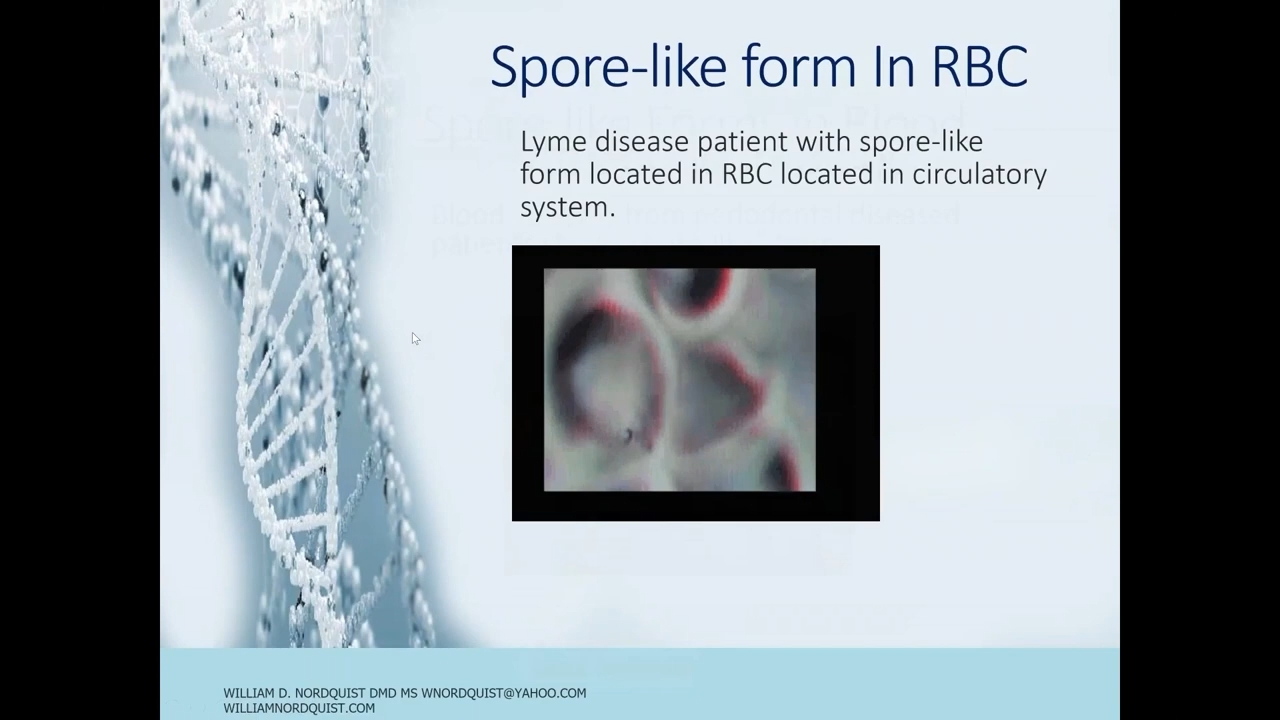 Spore-like form In RBC
Lyme disease patient with spore-like
form located in RBC located in circulatory
system.
WILLIAM D. NORDQUIST DMD MS WNORDQUIST@YAHOO.COM
WILLIAMNORDQUIST.COM